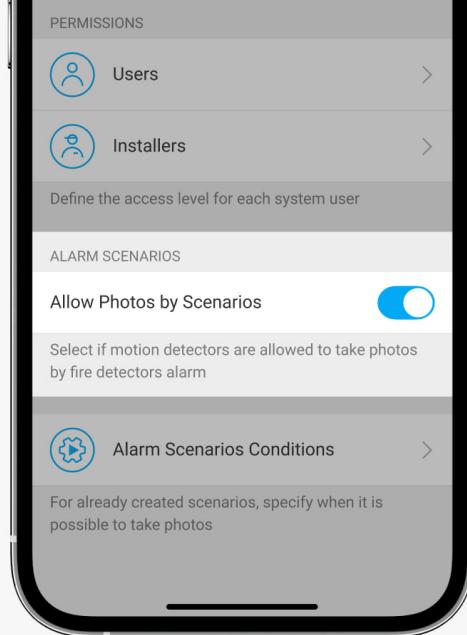 PERMISSIONS
Users
Installers
Define the access level for each system user
ALARM SCENARIOS
Allow Photos by Scenarios
Select if motion detectors are allowed to take photos
by fire detectors alarm
Alarm Scenarios Conditions
For already created scenarios, specify when it is
possible to take photos